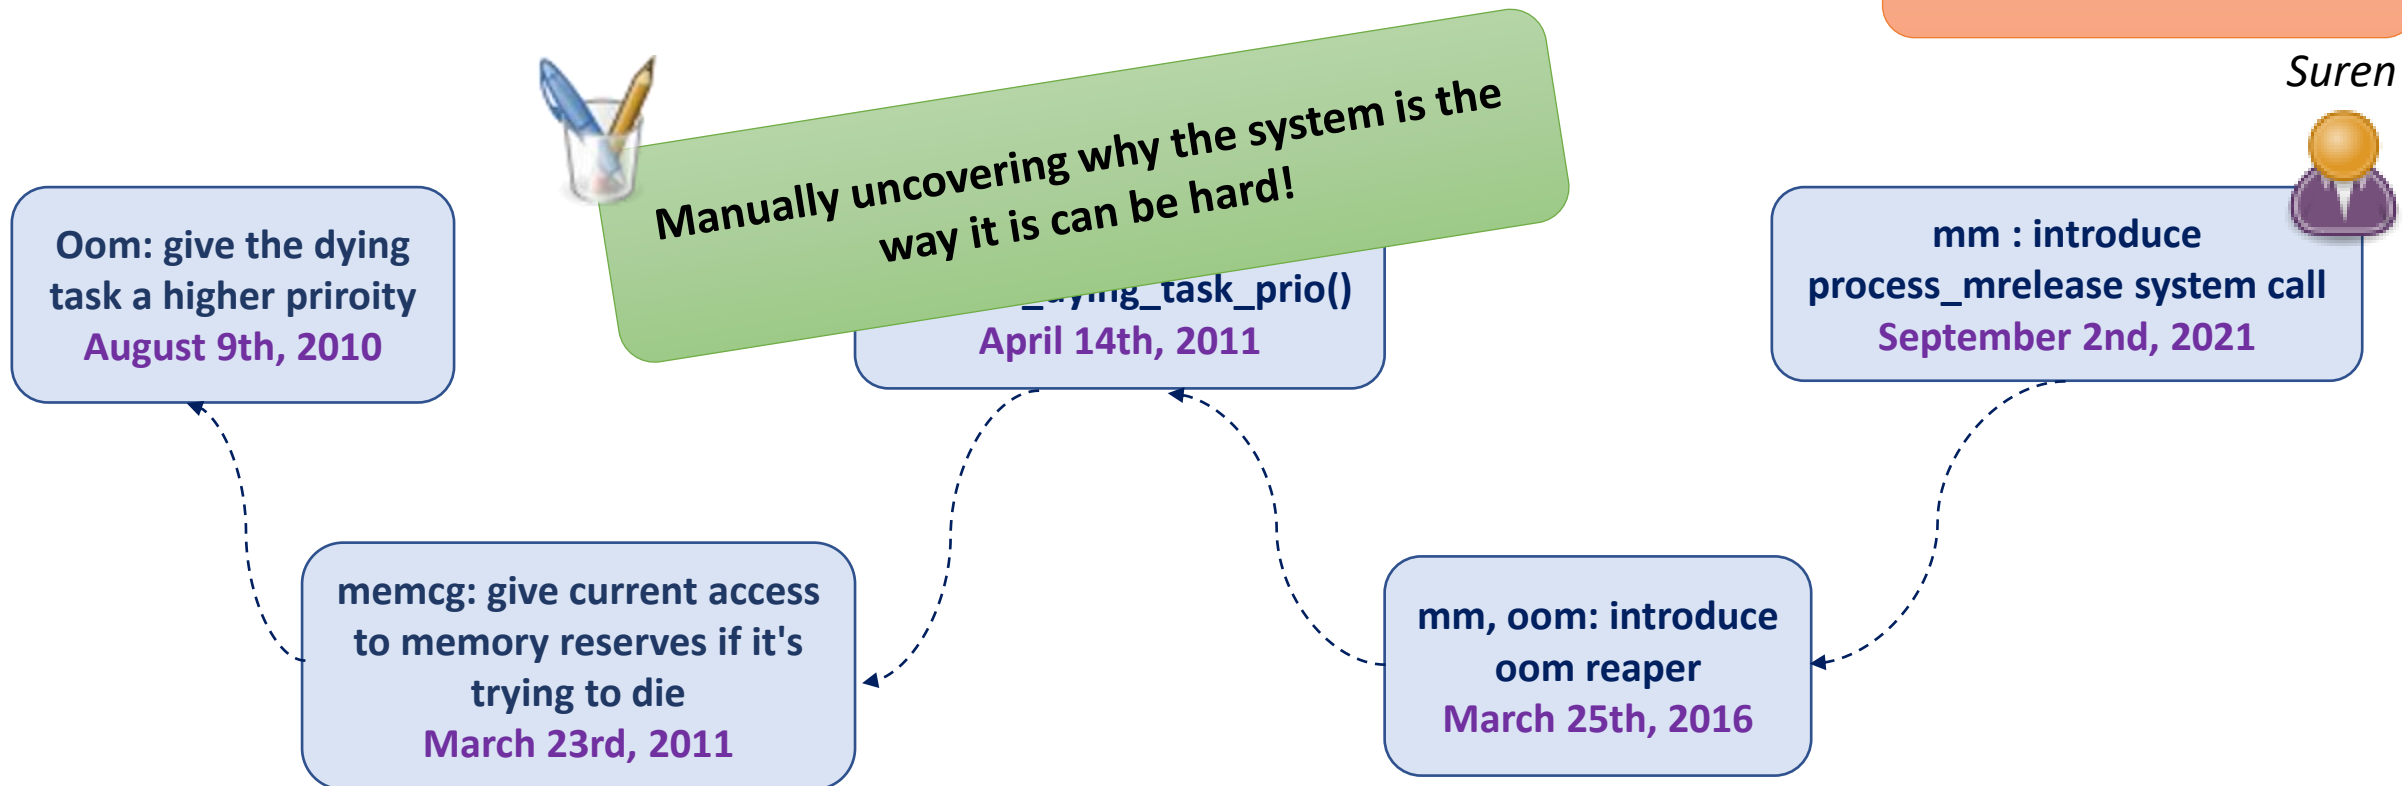 Suren
Manually uncovering why the system is the
way it is can be hard!
Oom: give the dying
task a higher priroity
August 9th, 2010
_dying_task_prio()
April 14th, 2011
mm : introduce
process_mrelease system call
September 2nd, 2021
memcg: give current access
to memory reserves if it's
trying to die
March 23rd, 2011
mm, oom: introduce
oom reaper
March 25th, 2016